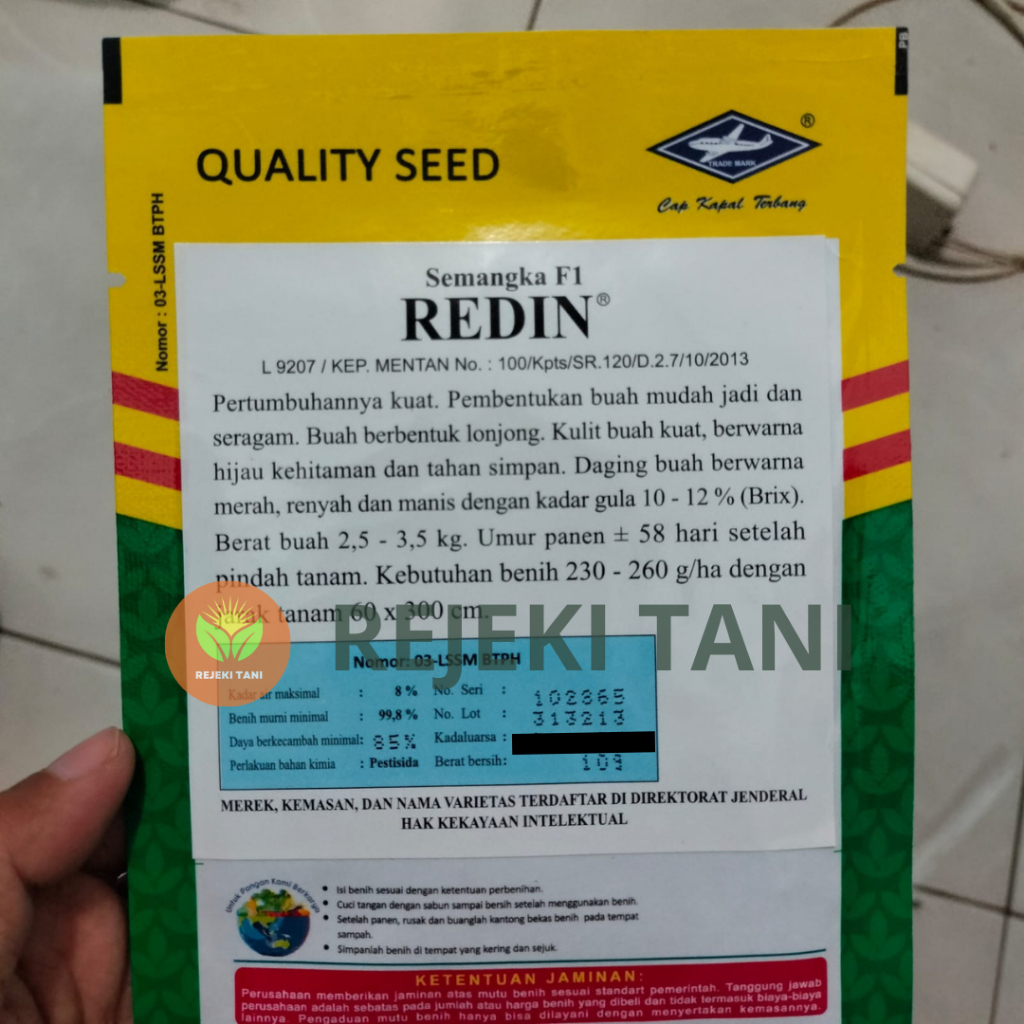 PB
QUALITY SEED
®
TRADE MARK
Cap Kapal Terbang
Nomor : 03-LSSM BTPH
Semangka F1
REDIN®
L 9207 / KEP. MENTAN No. : 100/Kpts/SR.120/D.2.7/10/2013
Pertumbuhannya kuat. Pembentukan buah mudah jadi dan
seragam. Buah berbentuk lonjong. Kulit buah kuat, berwarna
hijau kehitaman dan tahan simpan. Daging buah berwarna
merah, renyah dan manis dengan kadar gula 10 - 12 % (Brix).
Berat buah 2,5 - 3,5 kg. Umur panen ± 58 hari setelah
pindah tanam. Kebutuhan benih 230 - 260 g/ha dengan
jarak tanam 60 x 300 cm.
REJEKI TANI
REJEKI TANI
Nomor: 03-LSSM BTPH
Kadar air maksimal : 8 % No. Seri : 102865
Benih murni minimal : 99,8 % No. Lot : 313213
Daya berkecambah minimal: 85% Kadaluarsa :
Perlakuan bahan kimia : Pestisida Berat bersih: 10g
MEREK, KEMASAN, DAN NAMA VARIETAS TERDAFTAR DI DIREKTORAT JENDERAL
HAK KEKAYAAN INTELEKTUAL
Untuk Pangan Kami Berkarya
• Isi benih sesuai dengan ketentuan perbenihan.
• Cuci tangan dengan sabun sampai bersih setelah menggunakan benih.
• Setelah panen, rusak dan buanglah kantong bekas benih pada tempat
sampah.
• Simpanlah benih di tempat yang kering dan sejuk.
KETENTUAN JAMINAN:
Perusahaan memberikan jaminan atas mutu benih sesuai standart pemerintah. Tanggung jawab
perusahaan adalah sebatas pada jumlah atau harga benih yang dibeli dan tidak termasuk biaya-biaya
lainnya. Pengaduan mutu benih hanya bisa dilayani dengan menyertakan kemasannya.